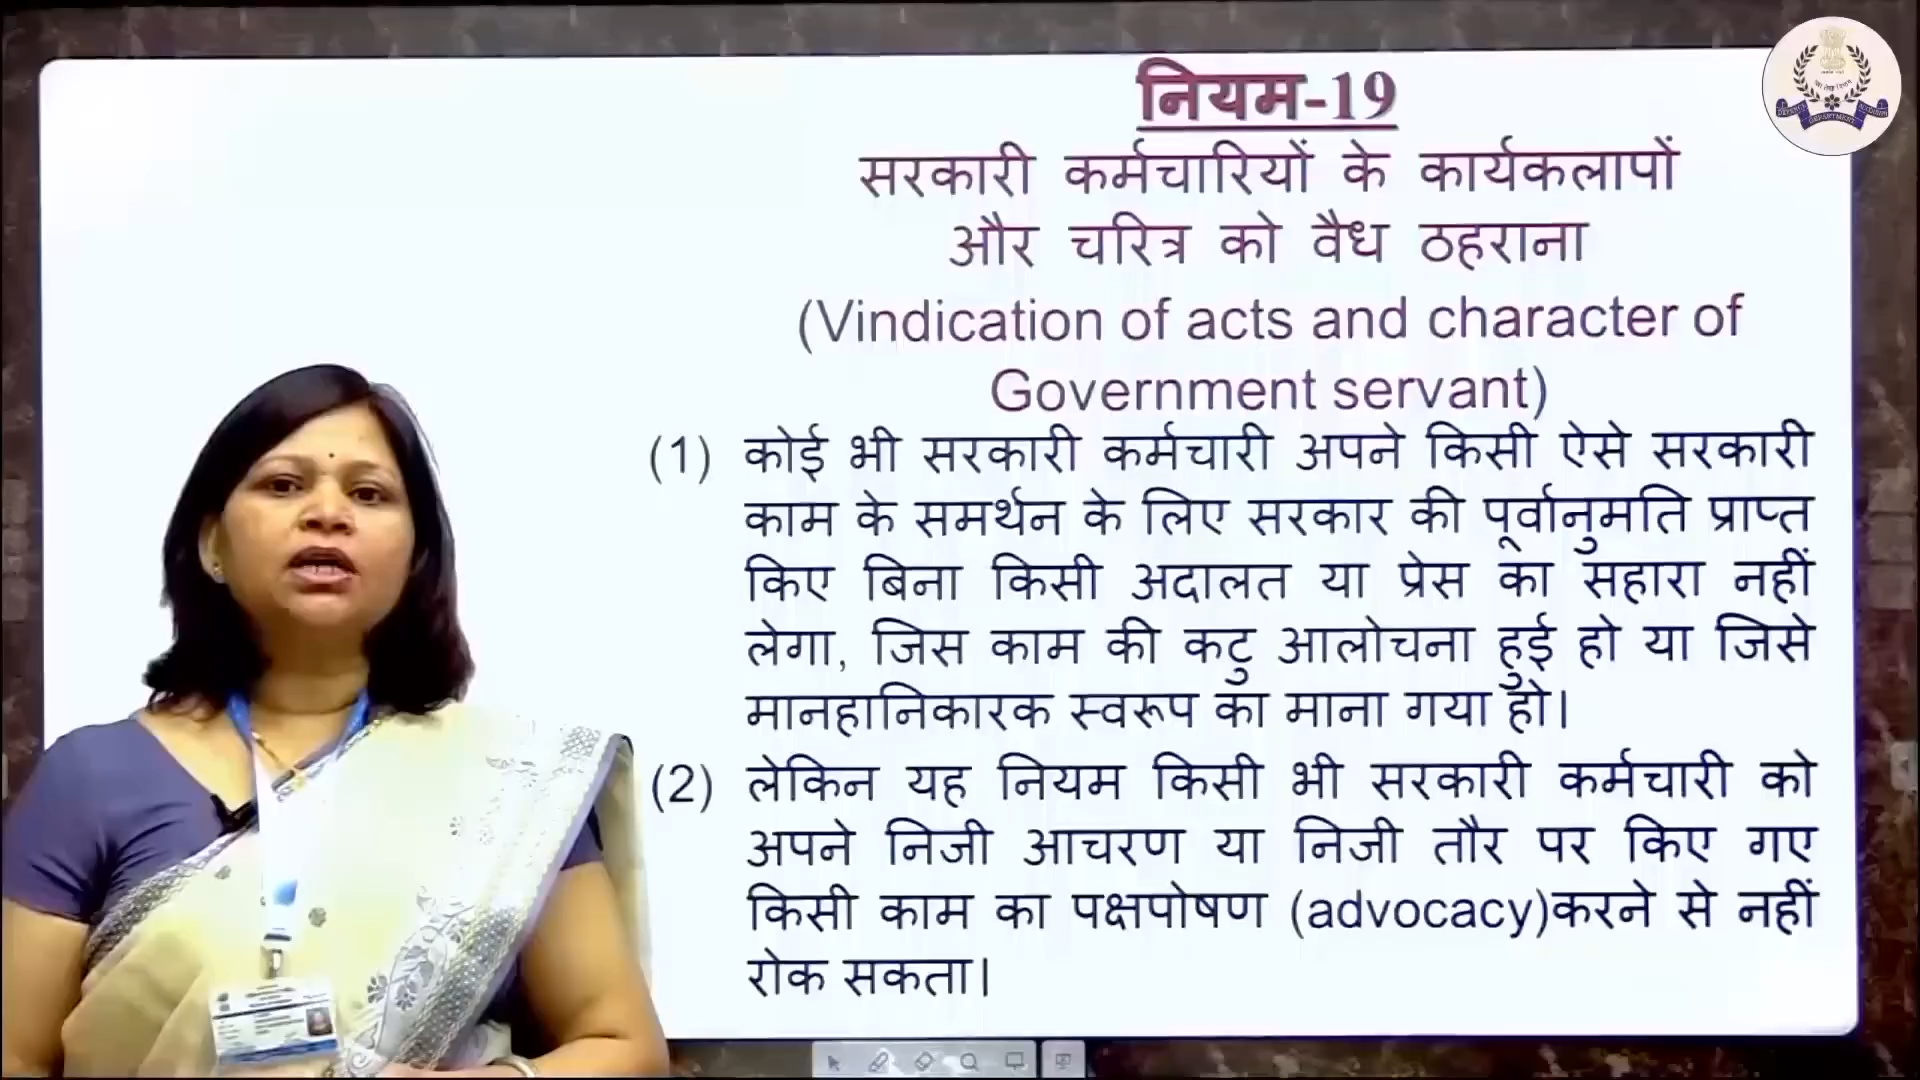 नियम-19
सरकारी कर्मचारियों के कार्यकलापों
और चरित्र को वैध ठहराना
(Vindication of acts and character of
Government servant)
(1) कोई भी सरकारी कर्मचारी अपने किसी ऐसे सरकारी
काम के समर्थन के लिए सरकार की पूर्वानुमति प्राप्त
किए बिना किसी अदालत या प्रेस का सहारा नहीं
लेगा, जिस काम की कटु आलोचना हुई हो या जिसे
मानहानिकारक स्वरूप का माना गया हो।
(2) लेकिन यह नियम किसी भी सरकारी कर्मचारी को
अपने निजी आचरण या निजी तौर पर किए गए
किसी काम का पक्षपोषण (advocacy)करने से नहीं
रोक सकता।
DEPARTMENT